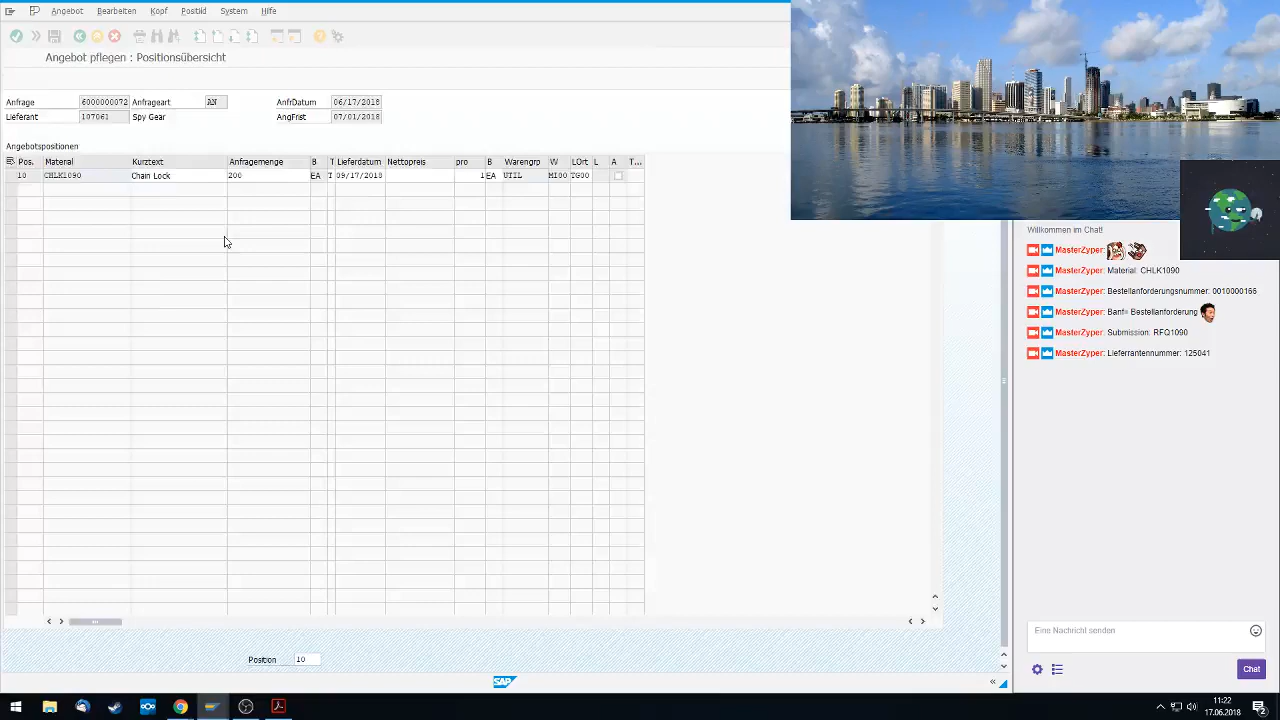 Angebot Bearbeiten Kopf Position System Hilfe
Angebot pflegen : Positionsübersicht
Anfrage Anfrageart AN AnfrDatum 06/17/2018
Lieferant Spy Gear AngFrist 07/01/2018
Angebotspositionen
Pos. Material Kurztext Anfragemenge B T Lieferdatum Nettopreis pro B Warengrp W LOrt L A T...
10 CHLK1090 Chain Lock 200 EA T 09/17/2018 1 EA UTIL MI00 TG00
Position 10
SAP
Willkommen im Chat!
MasterZyper:
MasterZyper: Material: CHLK1090
MasterZyper: Bestellanforderungsnummer: 0010000166
MasterZyper: Banf= Bestellanforderung
MasterZyper: Submission: RFQ1090
MasterZyper: Lieferrantennummer: 125041
Eine Nachricht senden
Chat
11:22
17.06.2018
2